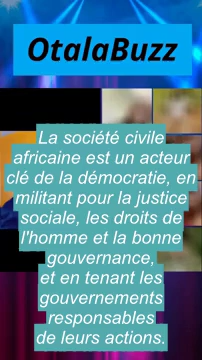 OtalaBuzz
La société civile
africaine est un acteur
clé de la démocratie, en
militant pour la justice
sociale, les droits de
l'homme et la bonne
gouvernance,
et en tenant les
gouvernements
responsables
de leurs actions.